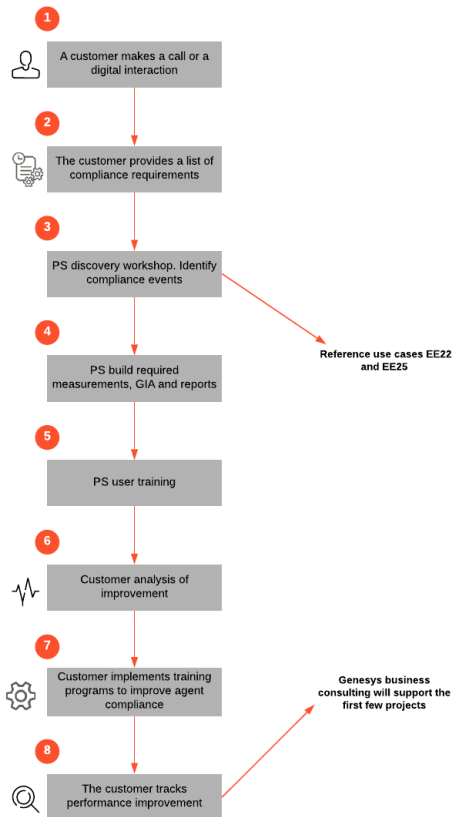 1
A customer makes a call or a
digital interaction
2
The customer provides a list of
compliance requirements
3
PS discovery workshop. Identify
compliance events
Reference use cases EE22
and EE25
4
PS build required
measurements, GIA and reports
5
PS user training
6
Customer analysis of
improvement
7
Customer implements training
programs to improve agent
compliance
Genesys business
consulting will support the
first few projects
8
The customer tracks
performance improvement